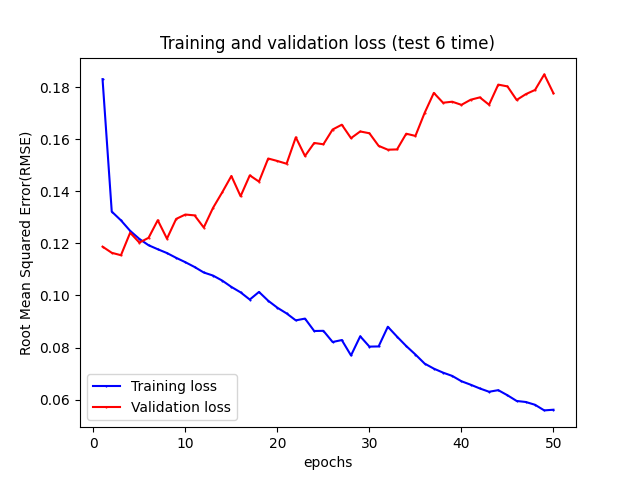 Training and validation loss (test 6 time)
Root Mean Squared Error(RMSE)
0.18
0.16
0.14
0.12
0.10
0.08
0.06
Training loss
Validation loss
0
10
20
30
40
50
epochs